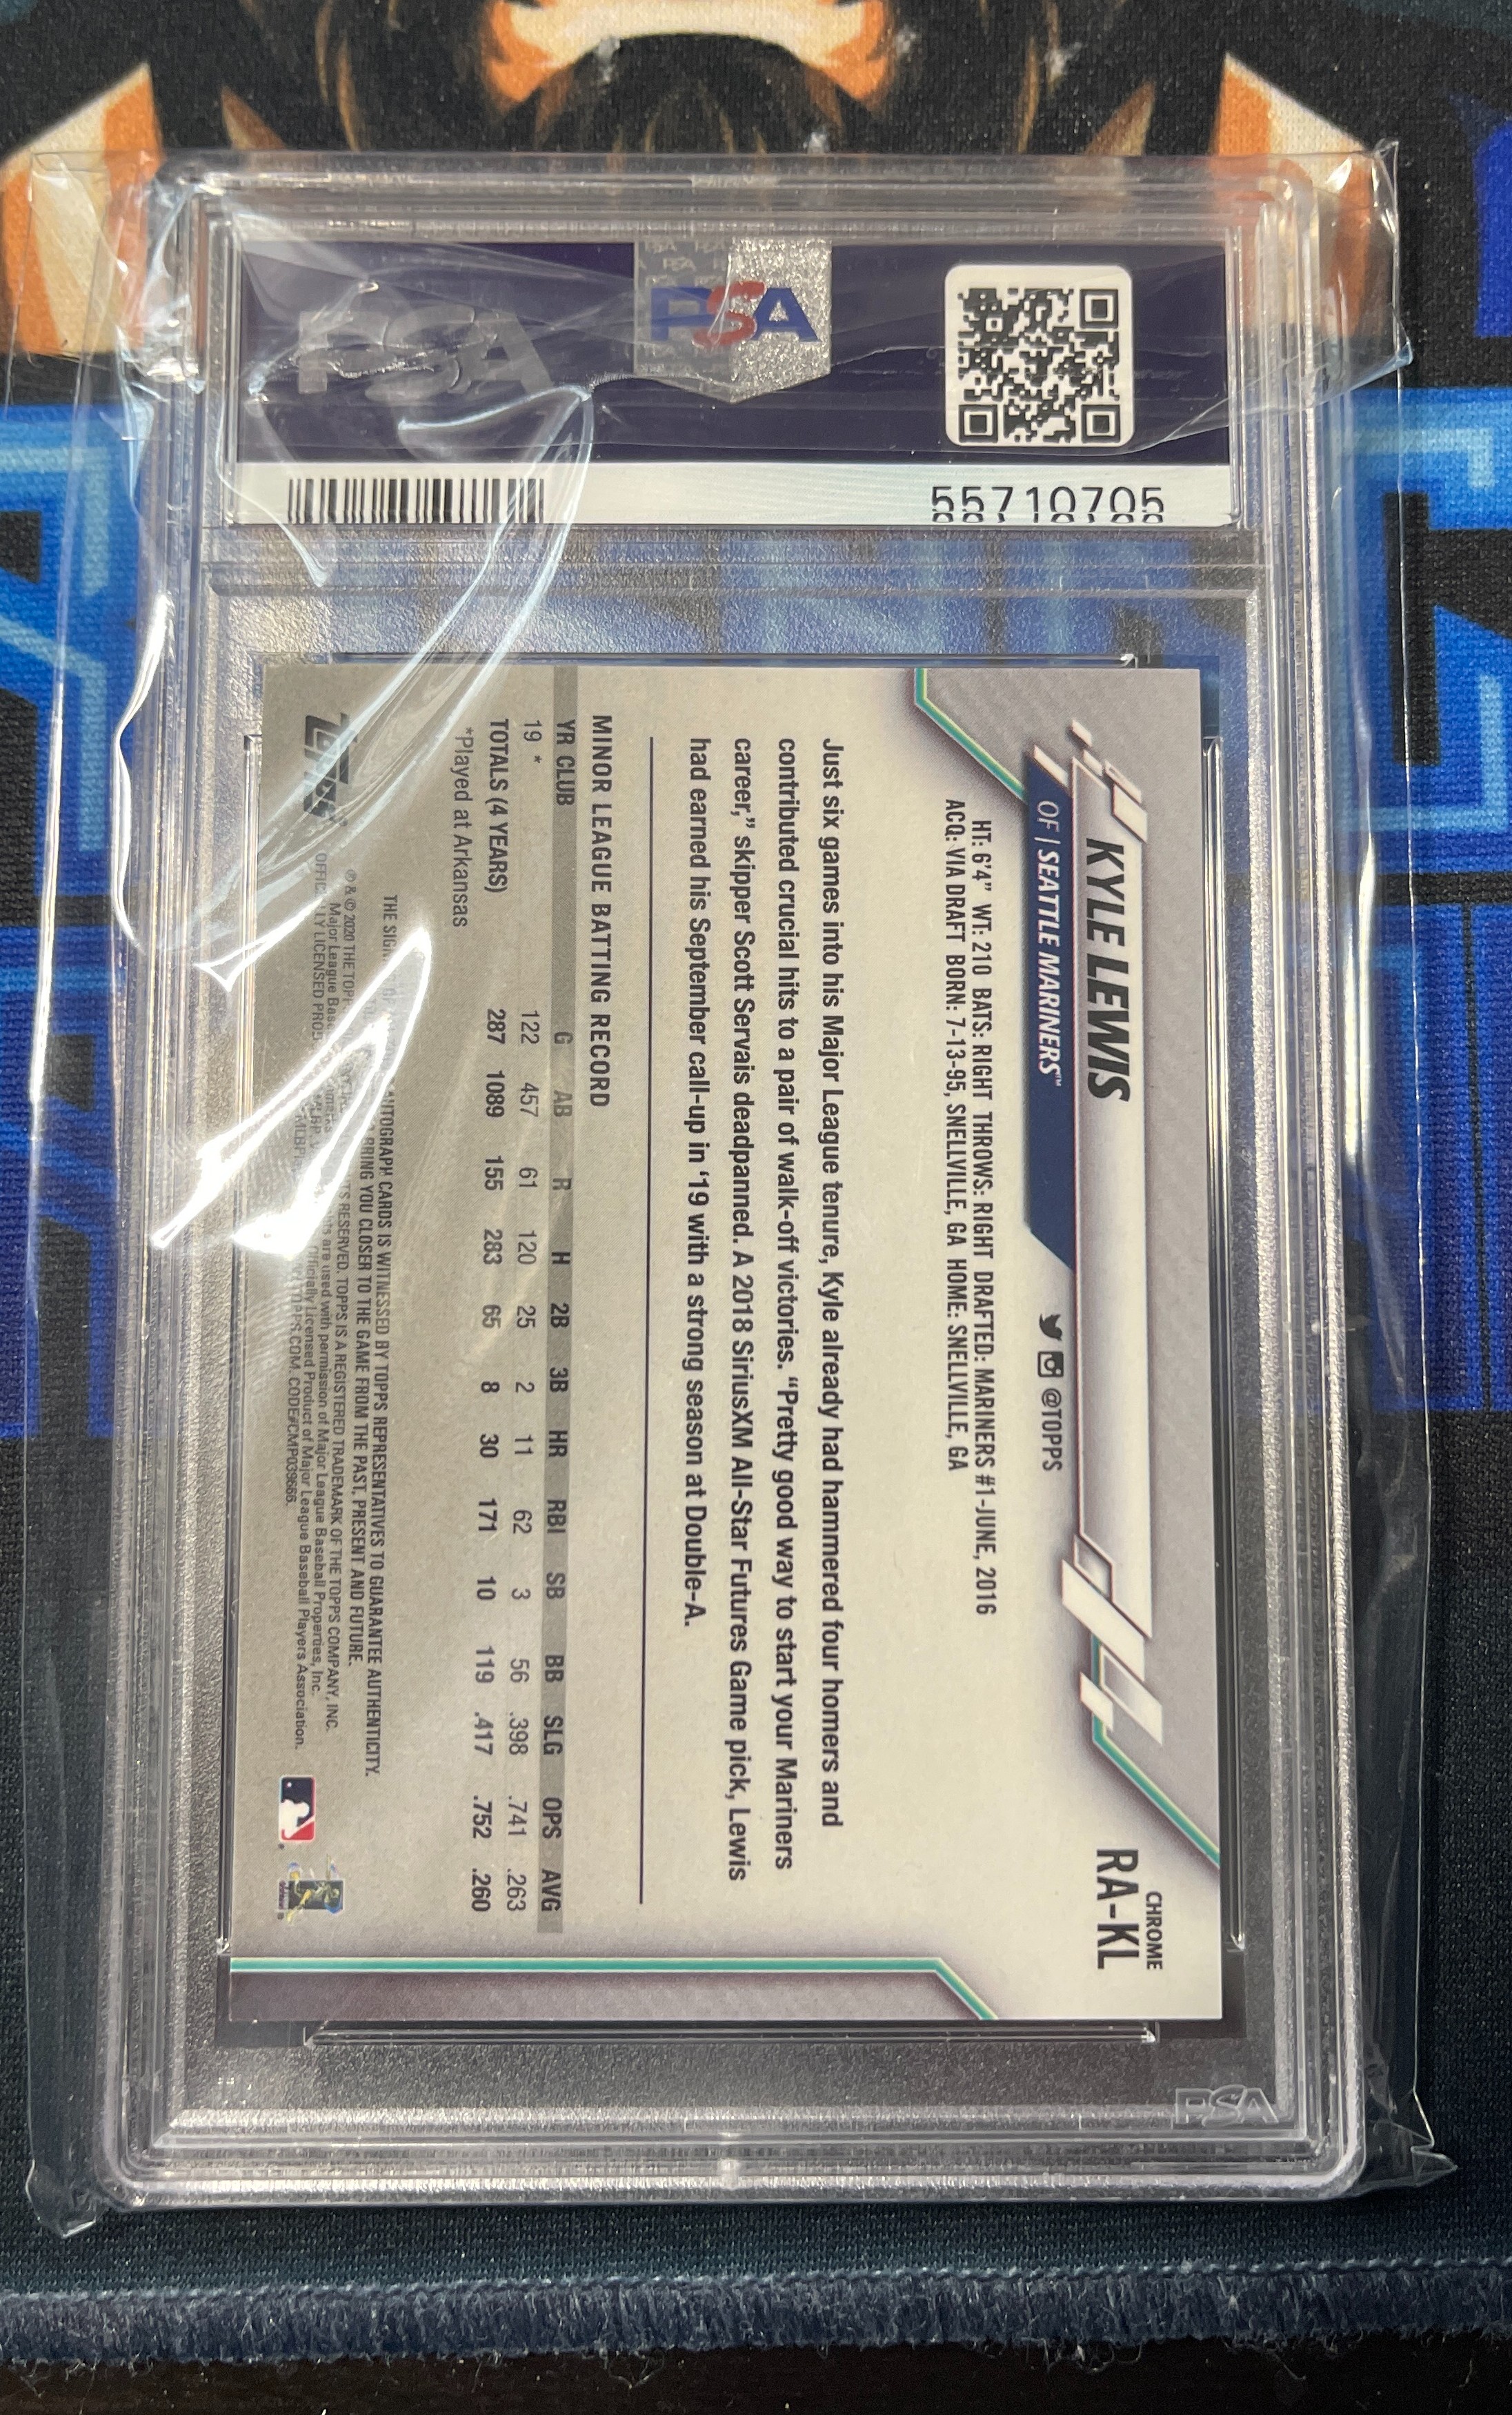 PSA
PSA
55710705
CHROME
RA-KL
KYLE LEWIS
OF | SEATTLE MARINERS™
@TOPPS
HT: 6'4" WT: 210 BATS: RIGHT THROWS: RIGHT DRAFTED: MARINERS #1-JUNE, 2016
ACQ: VIA DRAFT BORN: 7-13-95, SNELLVILLE, GA HOME: SNELLVILLE, GA
Just six games into his Major League tenure, Kyle already had hammered four homers and
contributed crucial hits to a pair of walk-off victories. “Pretty good way to start your Mariners
career,” skipper Scott Servais deadpanned. A 2018 SiriusXM All-Star Futures Game pick, Lewis
had earned his September call-up in ‘19 with a strong season at Double-A.
MINOR LEAGUE BATTING RECORD
YR CLUB G AB R H 2B 3B HR RBI SB BB SLG OPS AVG
19 * 122 457 61 120 25 2 11 62 3 56 .398 .741 .263
TOTALS (4 YEARS) 287 1089 155 283 65 8 30 171 10 119 .417 .752 .260
*Played at Arkansas
THE AUTOGRAPH CARDS IS WITNESSED BY TOPPS REPRESENTATIVES TO GUARANTEE AUTHENTICITY.
BRING YOU CLOSER TO THE GAME FROM THE PAST, PRESENT AND FUTURE.
® & © 2020 THE RESERVED. TOPPS IS A REGISTERED TRADEMARK OF THE TOPPS COMPANY, INC.
Major League are used with permission of Major League Baseball Properties, Inc.
LICENSED Officially Licensed Product of Major League Baseball Players Association.
CODE#CMP039666.
PSA